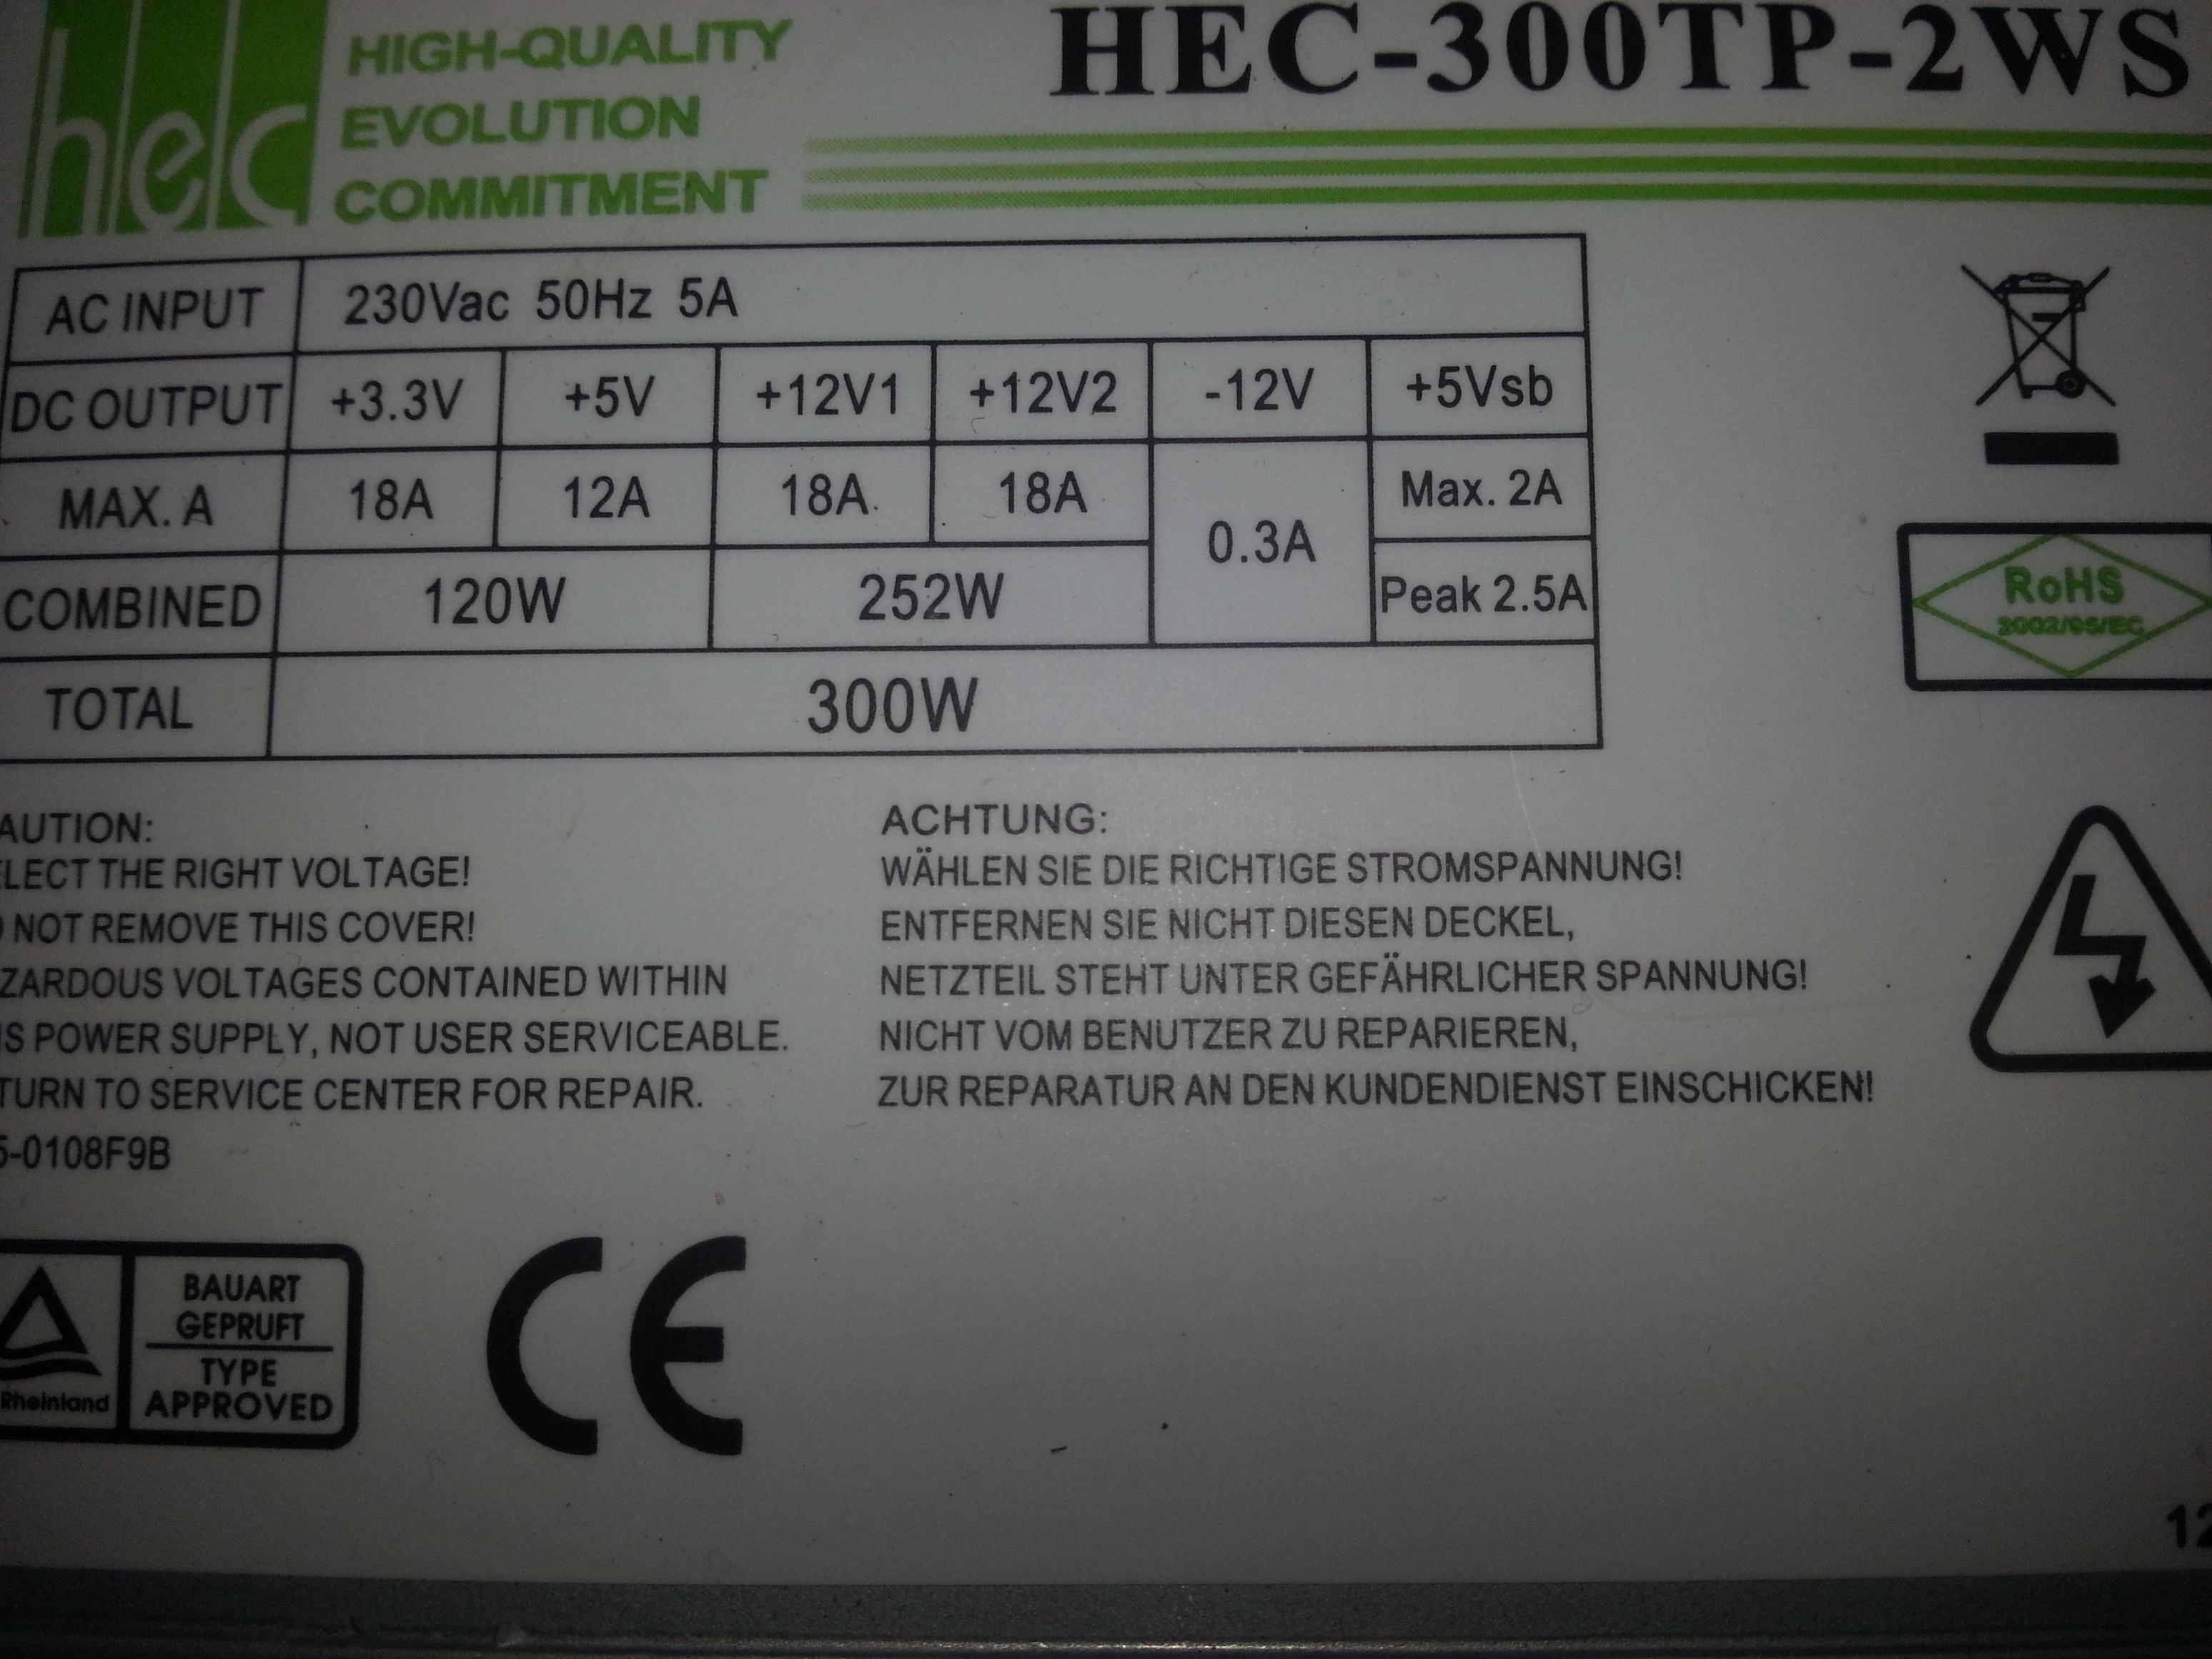 hec
HIGH-QUALITY
EVOLUTION
COMMITMENT
HEC-300TP-2WS
AC INPUT 230Vac 50Hz 5A
DC OUTPUT +3.3V +5V +12V1 +12V2 -12V +5Vsb
MAX. A 18A 12A 18A 18A 0.3A Max. 2A
COMBINED 120W 252W Peak 2.5A
TOTAL 300W
RoHS
2002/95/EC
AUTION:
ELECT THE RIGHT VOLTAGE!
NOT REMOVE THIS COVER!
ZARDOUS VOLTAGES CONTAINED WITHIN
IS POWER SUPPLY, NOT USER SERVICEABLE.
TURN TO SERVICE CENTER FOR REPAIR.
5-0108F9B
ACHTUNG:
WÄHLEN SIE DIE RICHTIGE STROMSPANNUNG!
ENTFERNEN SIE NICHT DIESEN DECKEL,
NETZTEIL STEHT UNTER GEFÄHRLICHER SPANNUNG!
NICHT VOM BENUTZER ZU REPARIEREN,
ZUR REPARATUR AN DEN KUNDENDIENST EINSCHICKEN!
Rheinland
BAUART
GEPRUFT
TYPE
APPROVED
CE
12